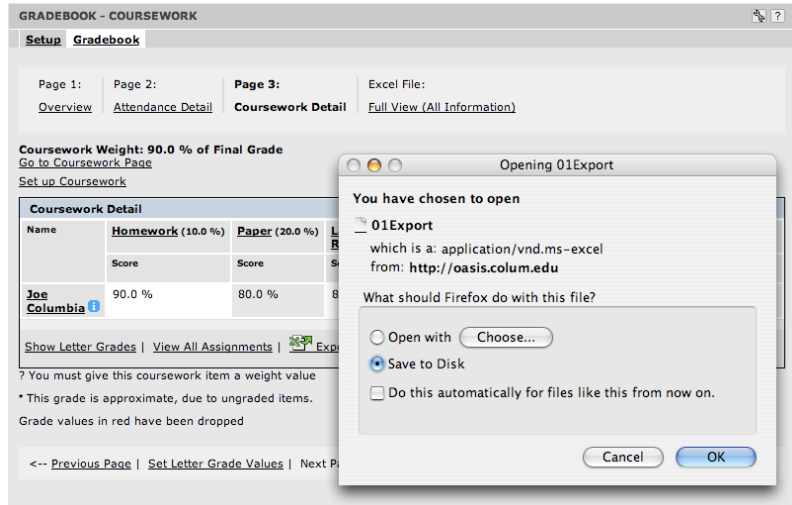 GRADEBOOK - COURSEWORK
?
Setup Gradebook
Page 1: Page 2: Page 3: Excel File:
Overview Attendance Detail Coursework Detail Full View (All Information)
Coursework Weight: 90.0 % of Final Grade
Go to Coursework Page
Set up Coursework
Coursework Detail
Name Homework (10.0 %) Paper (20.0 %) L
R
Score Score S
Joe 90.0 % 80.0 % 8
Columbia i
Show Letter Grades | View All Assignments | Exp
? You must give this coursework item a weight value
* This grade is approximate, due to ungraded items.
Grade values in red have been dropped
<-- Previous Page | Set Letter Grade Values | Next Pa
Opening 01Export
You have chosen to open
01Export
which is a: application/vnd.ms-excel
from: http://oasis.colum.edu
What should Firefox do with this file?
Open with Choose...
Save to Disk
Do this automatically for files like this from now on.
Cancel OK